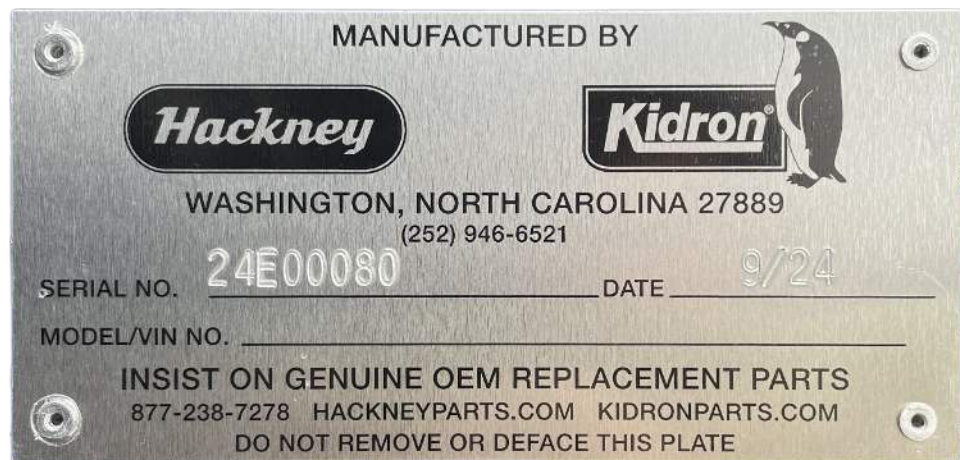 MANUFACTURED BY
Hackney Kidron®
WASHINGTON, NORTH CAROLINA 27889
(252) 946-6521
SERIAL NO. 24E00080 DATE 9/24
MODEL/VIN NO.
INSIST ON GENUINE OEM REPLACEMENT PARTS
877-238-7278 HACKNEYPARTS.COM KIDRONPARTS.COM
DO NOT REMOVE OR DEFACE THIS PLATE